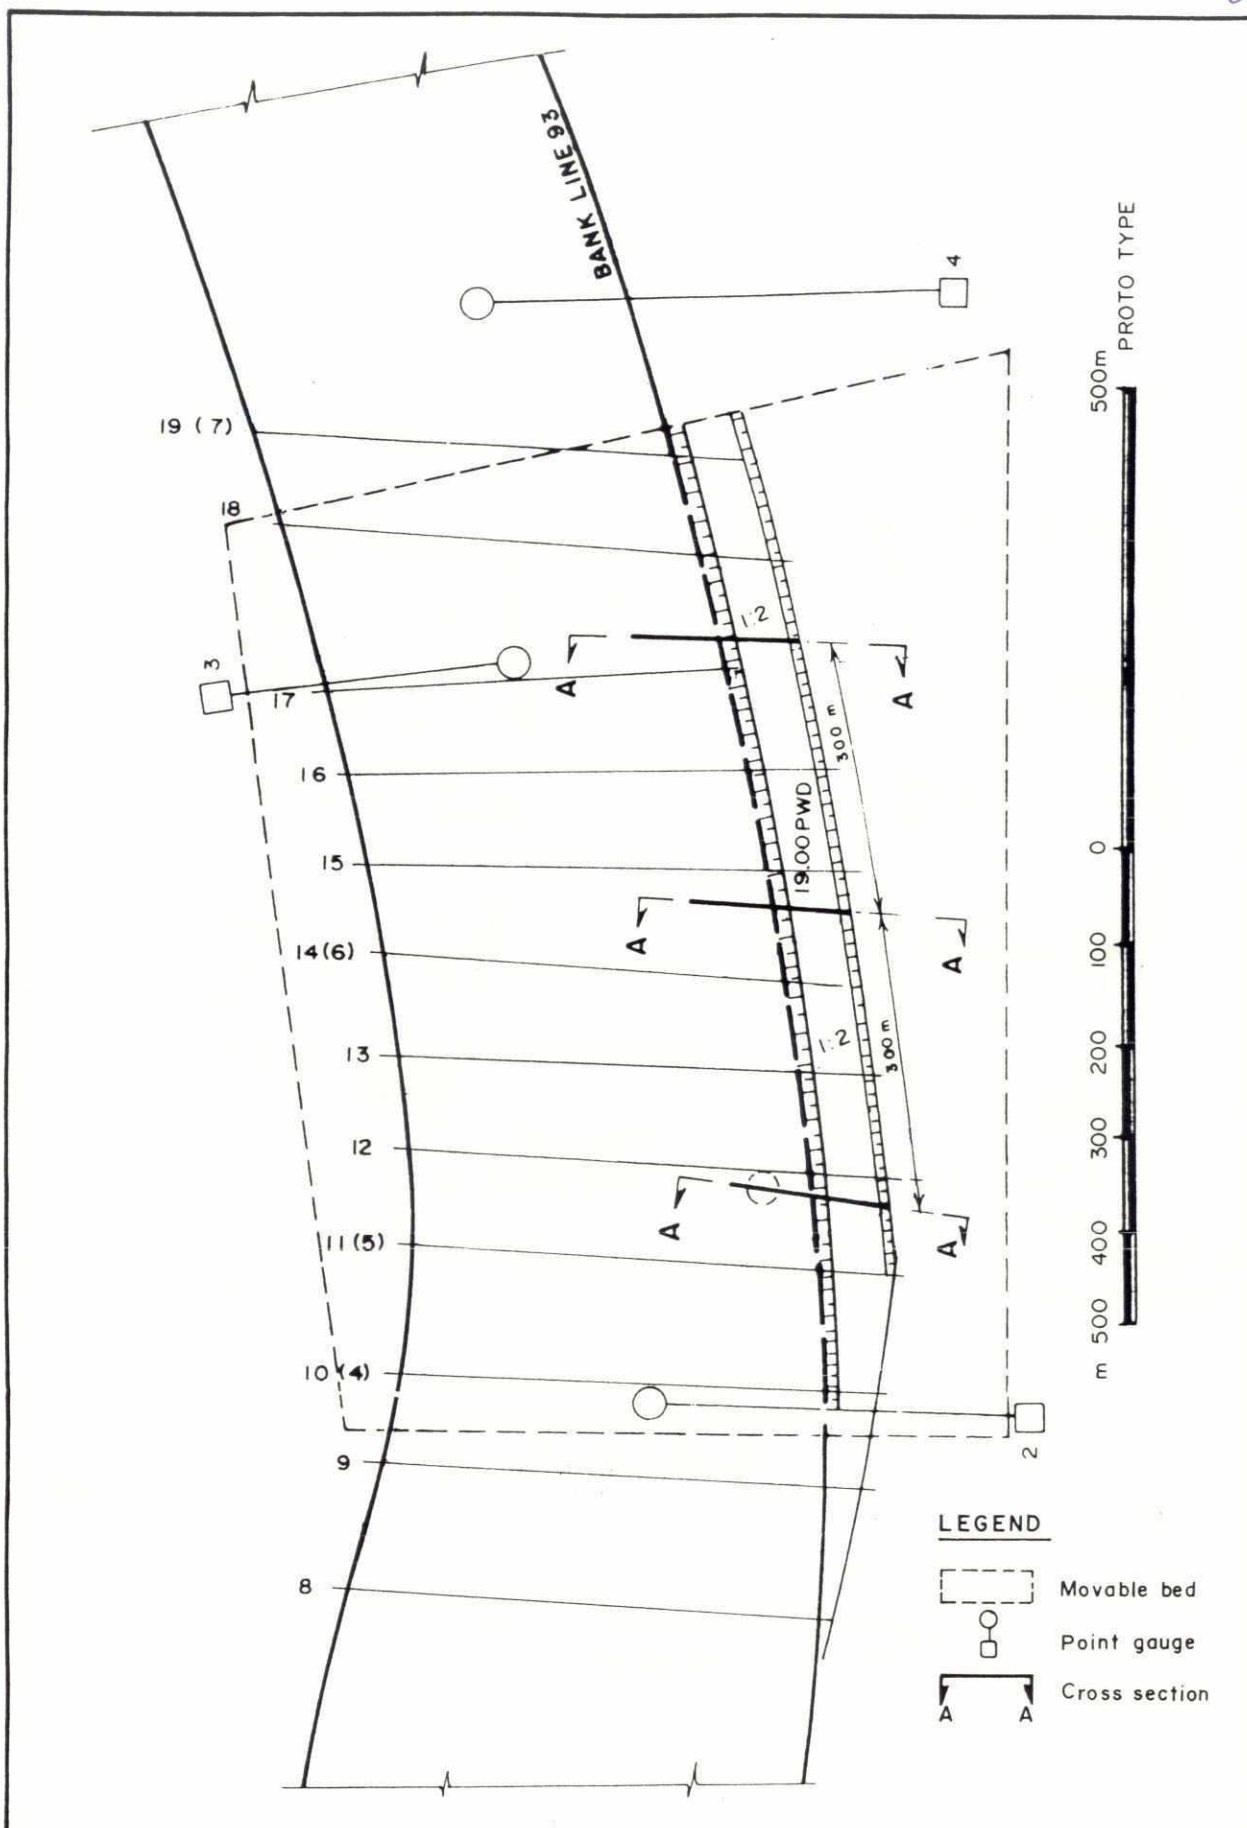 BANK LINE 93
4
PROTO TYPE
500m
19 (7)
18
3
17
1:2
A
A
300 m
16
19.00 PWD
15
0
A
A
14(6)
100
13
1:2
300 m
200
12
300
A
A
11(5)
400
500
m
10(4)
2
9
8
LEGEND
Movable bed
Point gauge
Cross section
A A